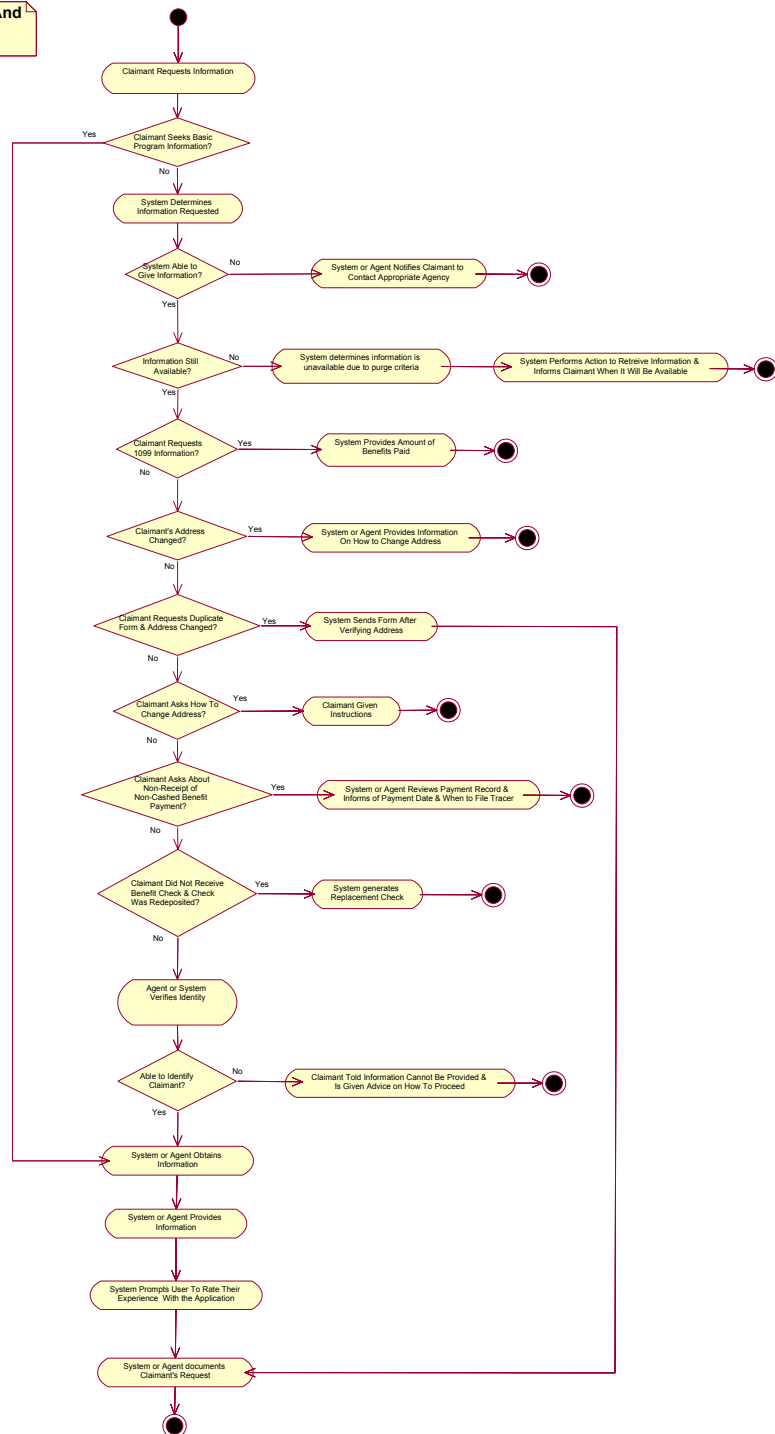 And
Claimant Requests Information
Yes
Claimant Seeks Basic
Program Information?
No
System Determines
Information Requested
System Able to
Give Information?
No
System or Agent Notifies Claimant to
Contact Appropriate Agency
Yes
Information Still
Available?
No
System determines information is
unavailable due to purge criteria
System Performs Action to Retreive Information &
Informs Claimant When It Will Be Available
Yes
Claimant Requests
1099 Information?
Yes
System Provides Amount of
Benefits Paid
No
Claimant's Address
Changed?
Yes
System or Agent Provides Information
On How to Change Address
No
Claimant Requests Duplicate
Form & Address Changed?
Yes
System Sends Form After
Verifying Address
No
Claimant Asks How To
Change Address?
Yes
Claimant Given
Instructions
No
Claimant Asks About
Non-Receipt of
Non-Cashed Benefit
Payment?
Yes
System or Agent Reviews Payment Record &
Informs of Payment Date & When to File Tracer
No
Claimant Did Not Receive
Benefit Check & Check
Was Redeposited?
Yes
System generates
Replacement Check
No
Agent or System
Verifies Identity
Able to Identify
Claimant?
No
Claimant Told Information Cannot Be Provided &
Is Given Advice on How To Proceed
Yes
System or Agent Obtains
Information
System or Agent Provides
Information
System Prompts User To Rate Their
Experience With the Application
System or Agent documents
Claimant's Request